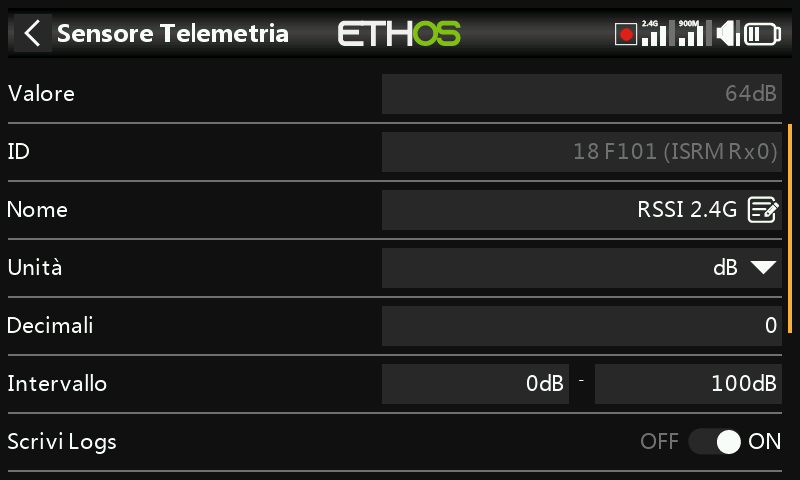 Sensore Telemetria ETHOS 2.4G 900M
Valore 64dB
ID 18 F101 (ISRM Rx0)
Nome RSSI 2.4G
Unità dB
Decimali 0
Intervallo 0dB - 100dB
Scrivi Logs OFF ON